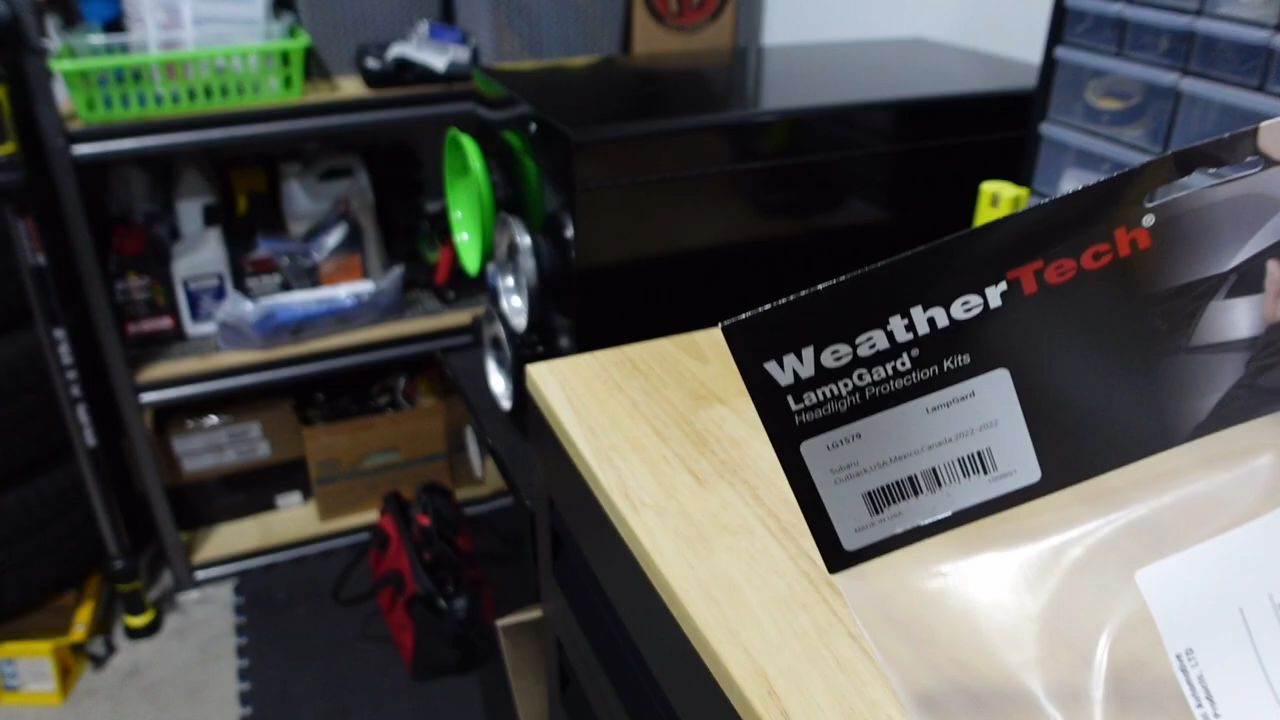 WeatherTech®
LampGard®
Headlight Protection Kits
LampGard
LG1579
Subaru
Outback,USA,Mexico,Canada,2022-2022
MADE IN USA